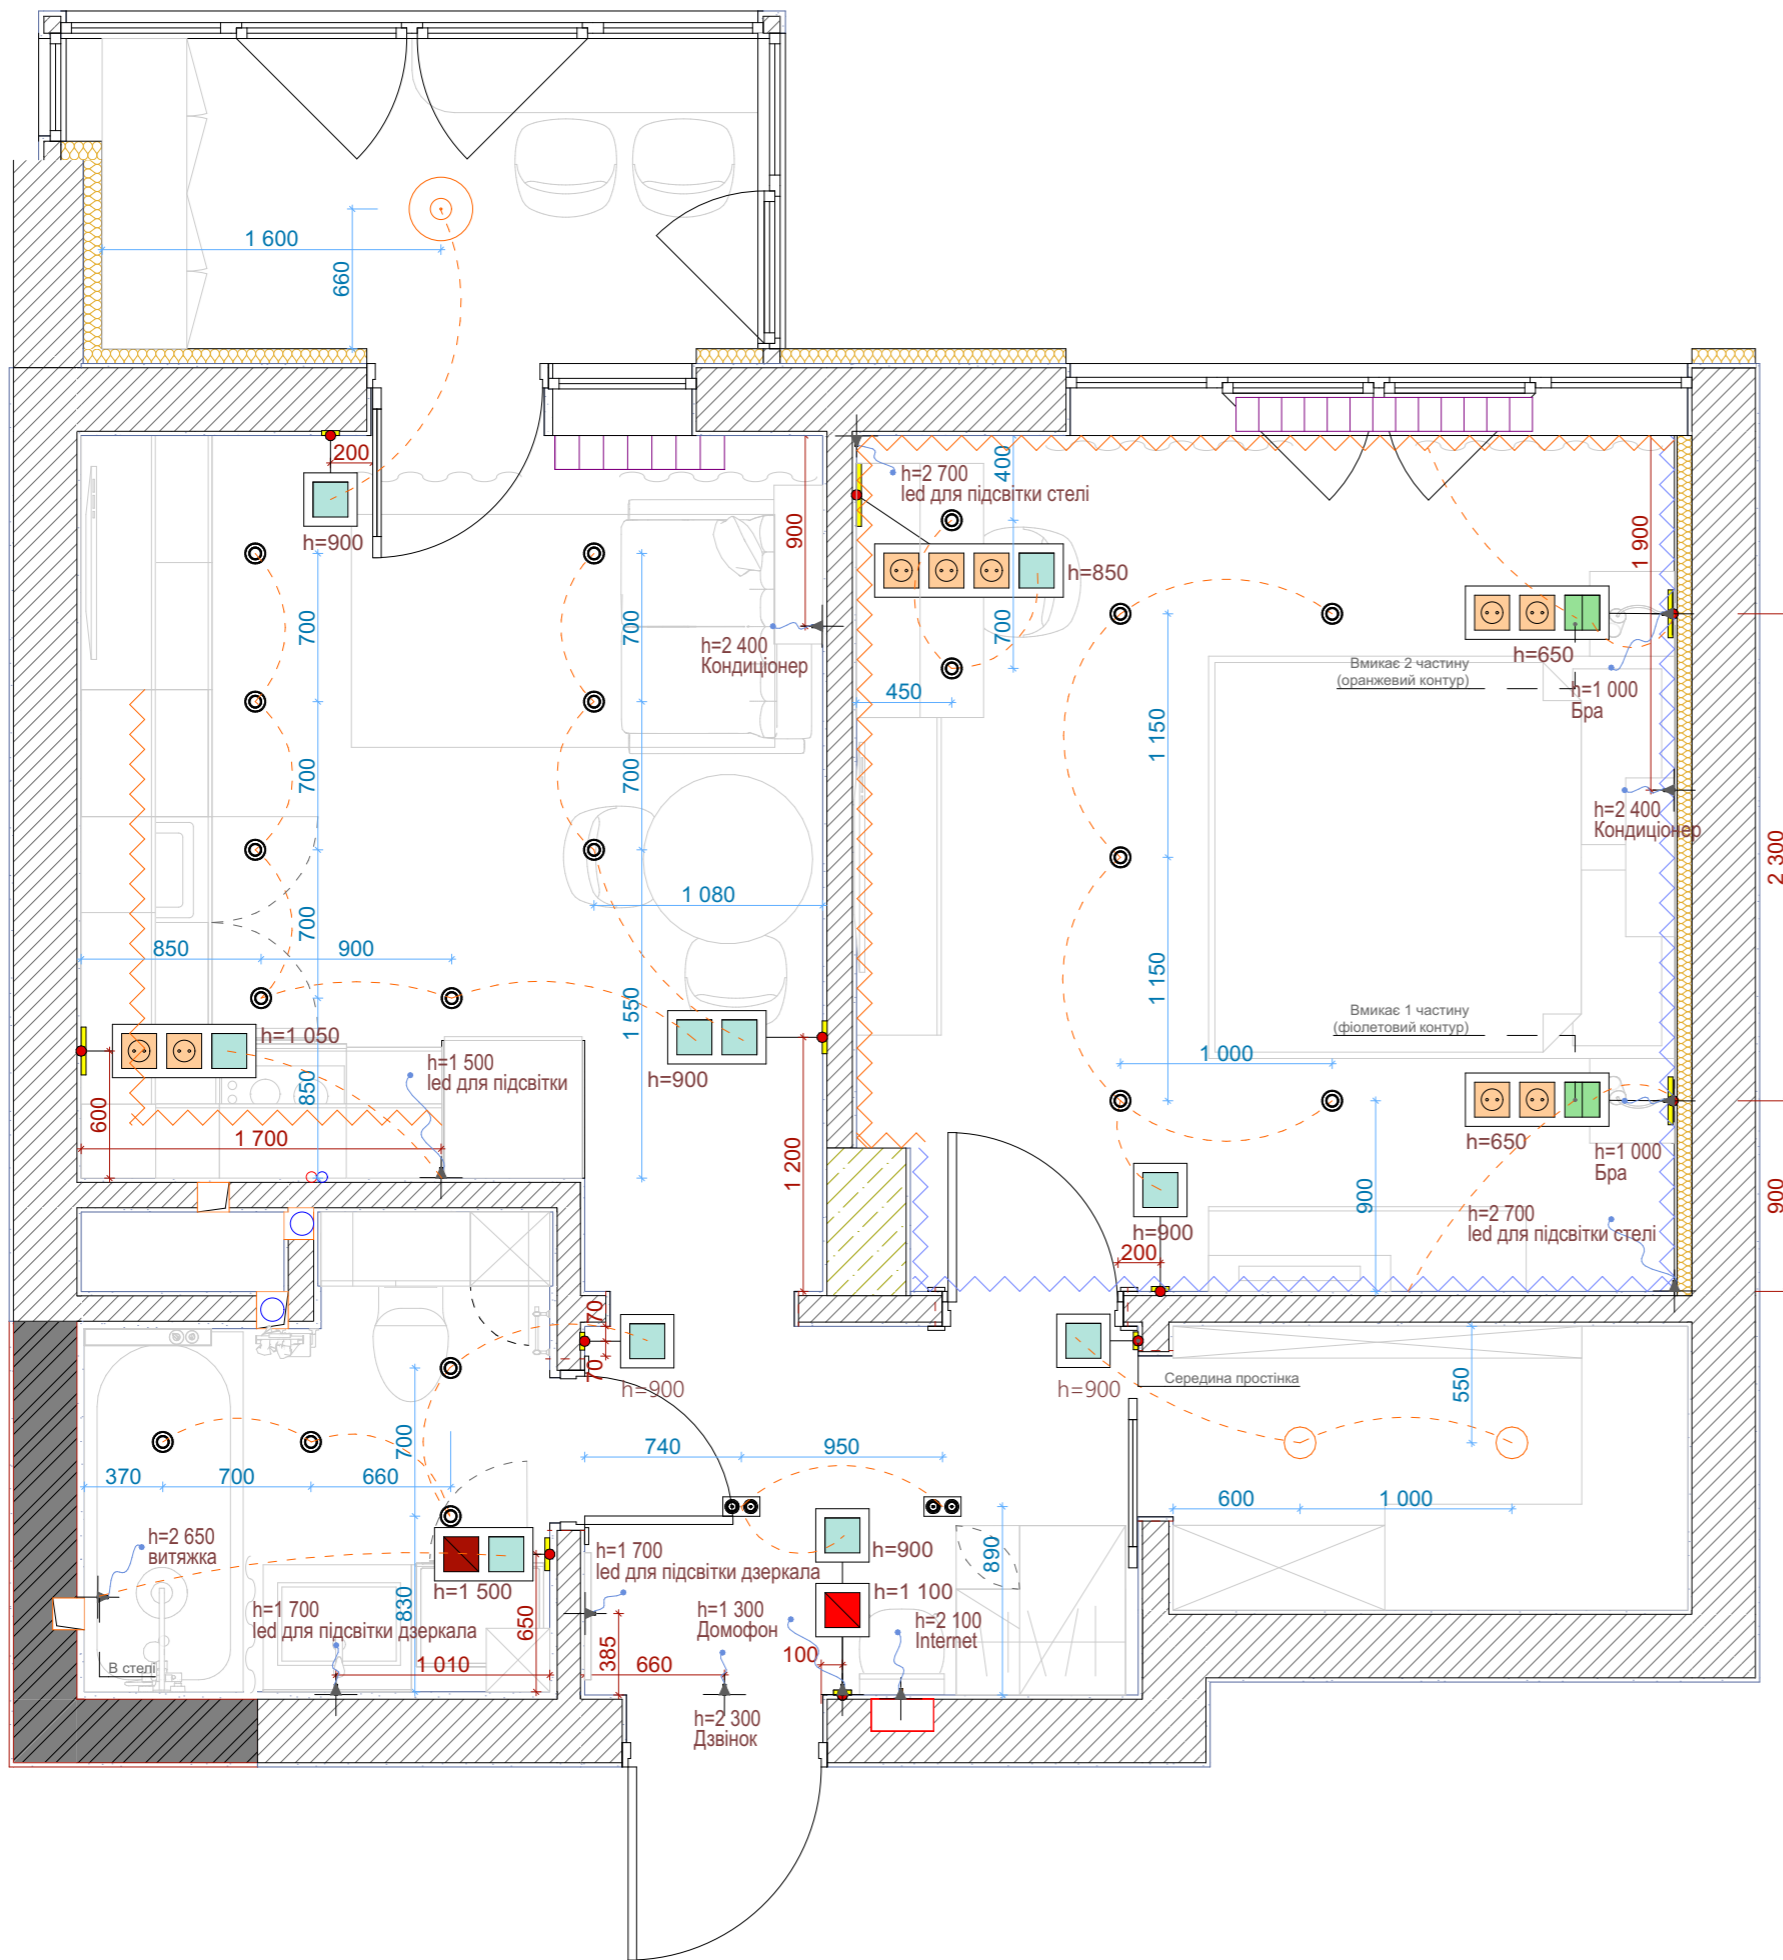 1 600
660
200
h=900
h=2 700
led для підсвітки стелі
400
900
1 900
h=850
700
700
700
h=2 400
Кондиціонер
450
h=650
Вмикає 2 частину
(оранжевий контур)
h=1 000
Бра
1 150
700
700
h=2 400
Кондиціонер
2 300
1 080
700
850
900
1 150
1 550
Вмикає 1 частину
(фіолетовий контур)
h=1 050
h=1 500
led для підсвітки
1 000
h=900
850
600
1 700
h=650
h=1 000
Бра
1 200
900
900
h=900
h=2 700
led для підсвітки стелі
200
70
70
h=900
h=900
Середина простінка
550
700
740
950
370
700
660
600
1 000
h=2 650
витяжка
h=1 700
led для підсвітки дзеркала
h=900
890
h=1 500
h=1 100
830
650
h=1 700
led для підсвітки дзеркала
h=1 300
Домофон
h=2 100
Internet
385
100
В стелі
1 010
660
h=2 300
Дзвінок